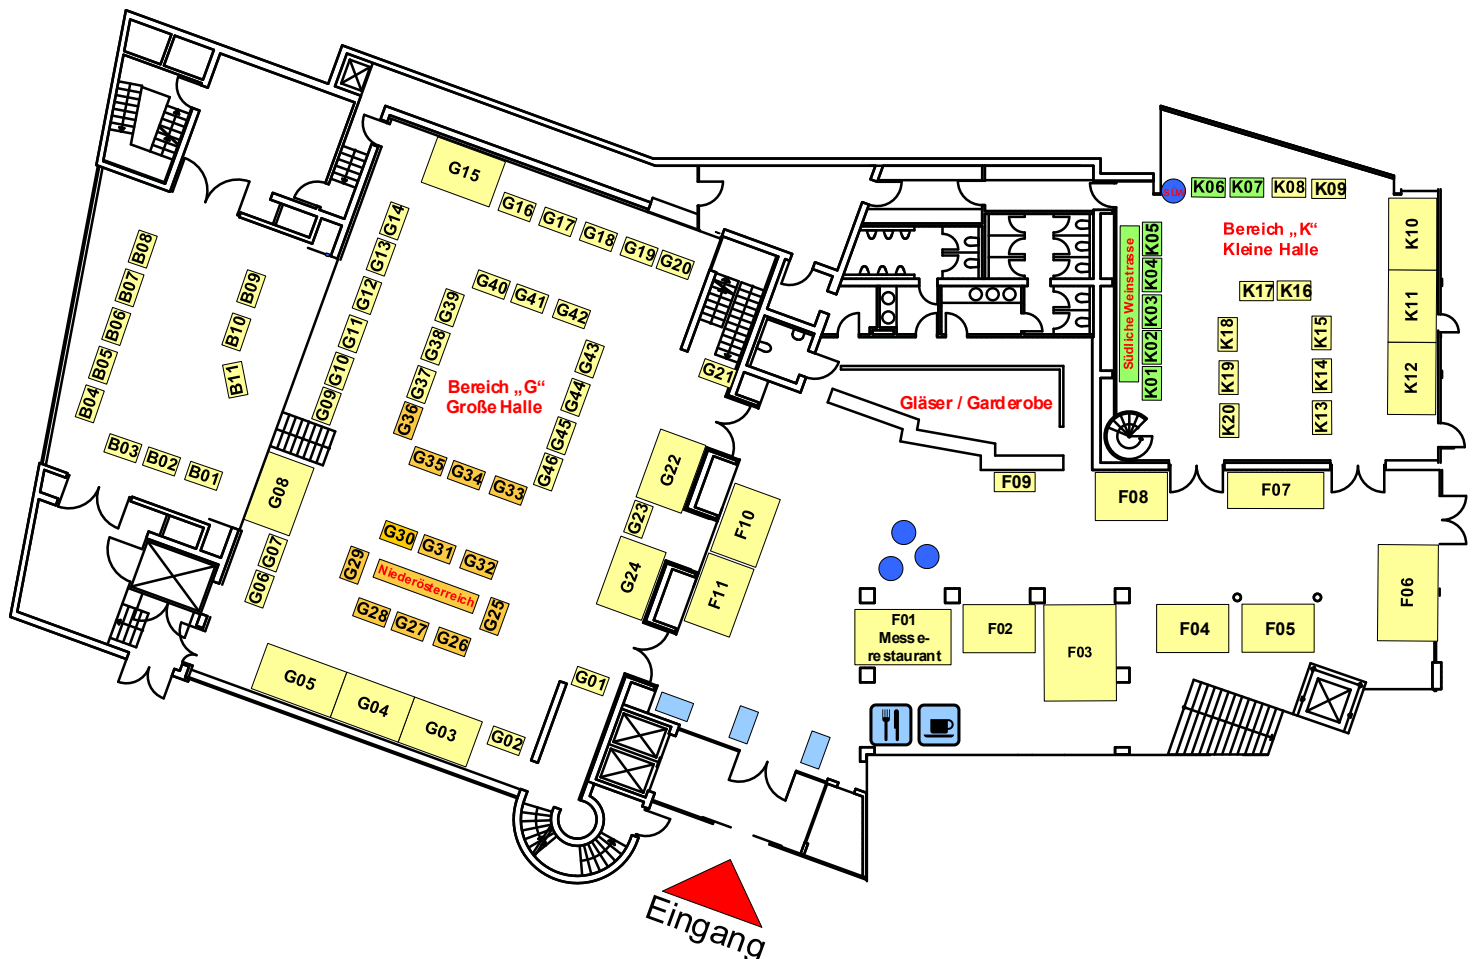 G15
G16
G17
G18
G19
G20
G14
G13
G12
G11
G10
G09
B08
B07
B06
B05
B04
B03
B02
B01
B09
B10
B11
G39
G38
G37
G36
G40
G41
G42
G43
G44
G45
G46
G35
G34
G33
Bereich „G“
Große Halle
G21
G22
G23
G24
F10
F11
G08
G07
G06
G30
G31
G32
G29
Niederösterreich
G25
G28
G27
G26
G05
G04
G03
G02
G01
Eingang
Gläser / Garderobe
F09
F08
F07
F06
F01
Messe-
restaurant
F02
F03
F04
F05
K06
K07
K08
K09
Südliche Weinstrasse
K05
K04
K03
K02
K01
Bereich „K“
Kleine Halle
K10
K11
K12
K17
K16
K18
K19
K20
K15
K14
K13